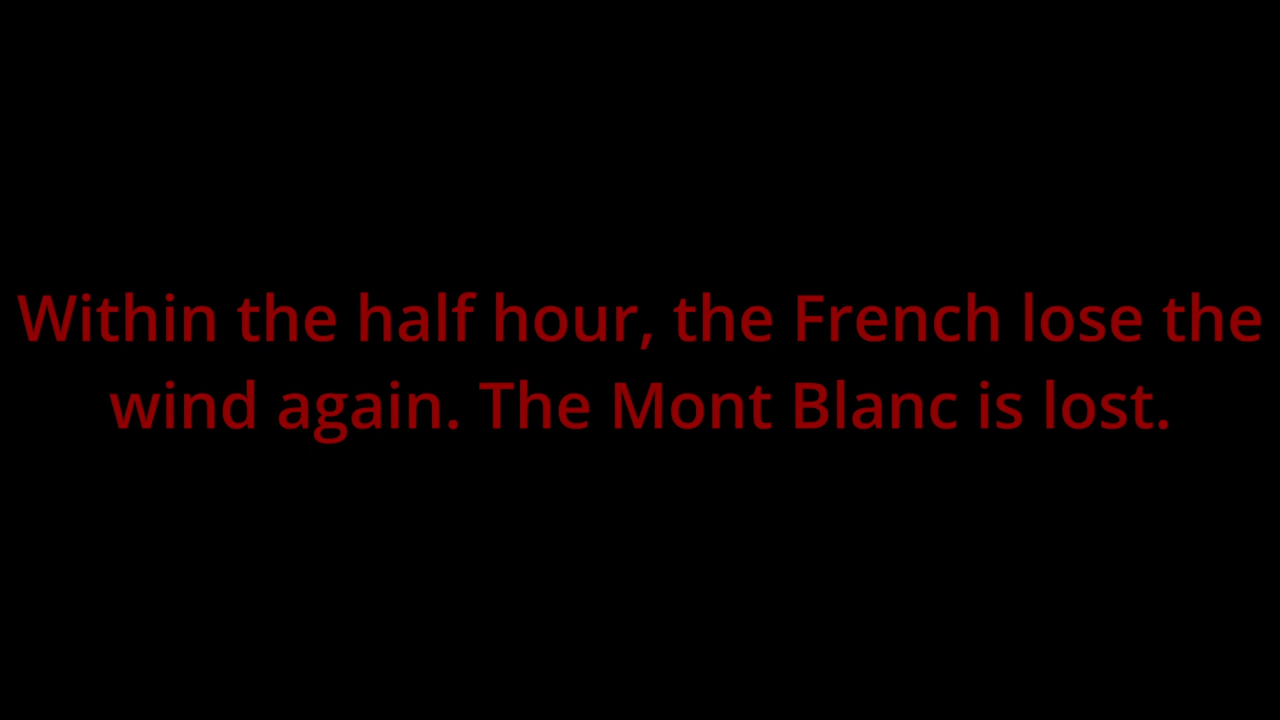 Within the half hour, the French lose the
wind again. The Mont Blanc is lost.